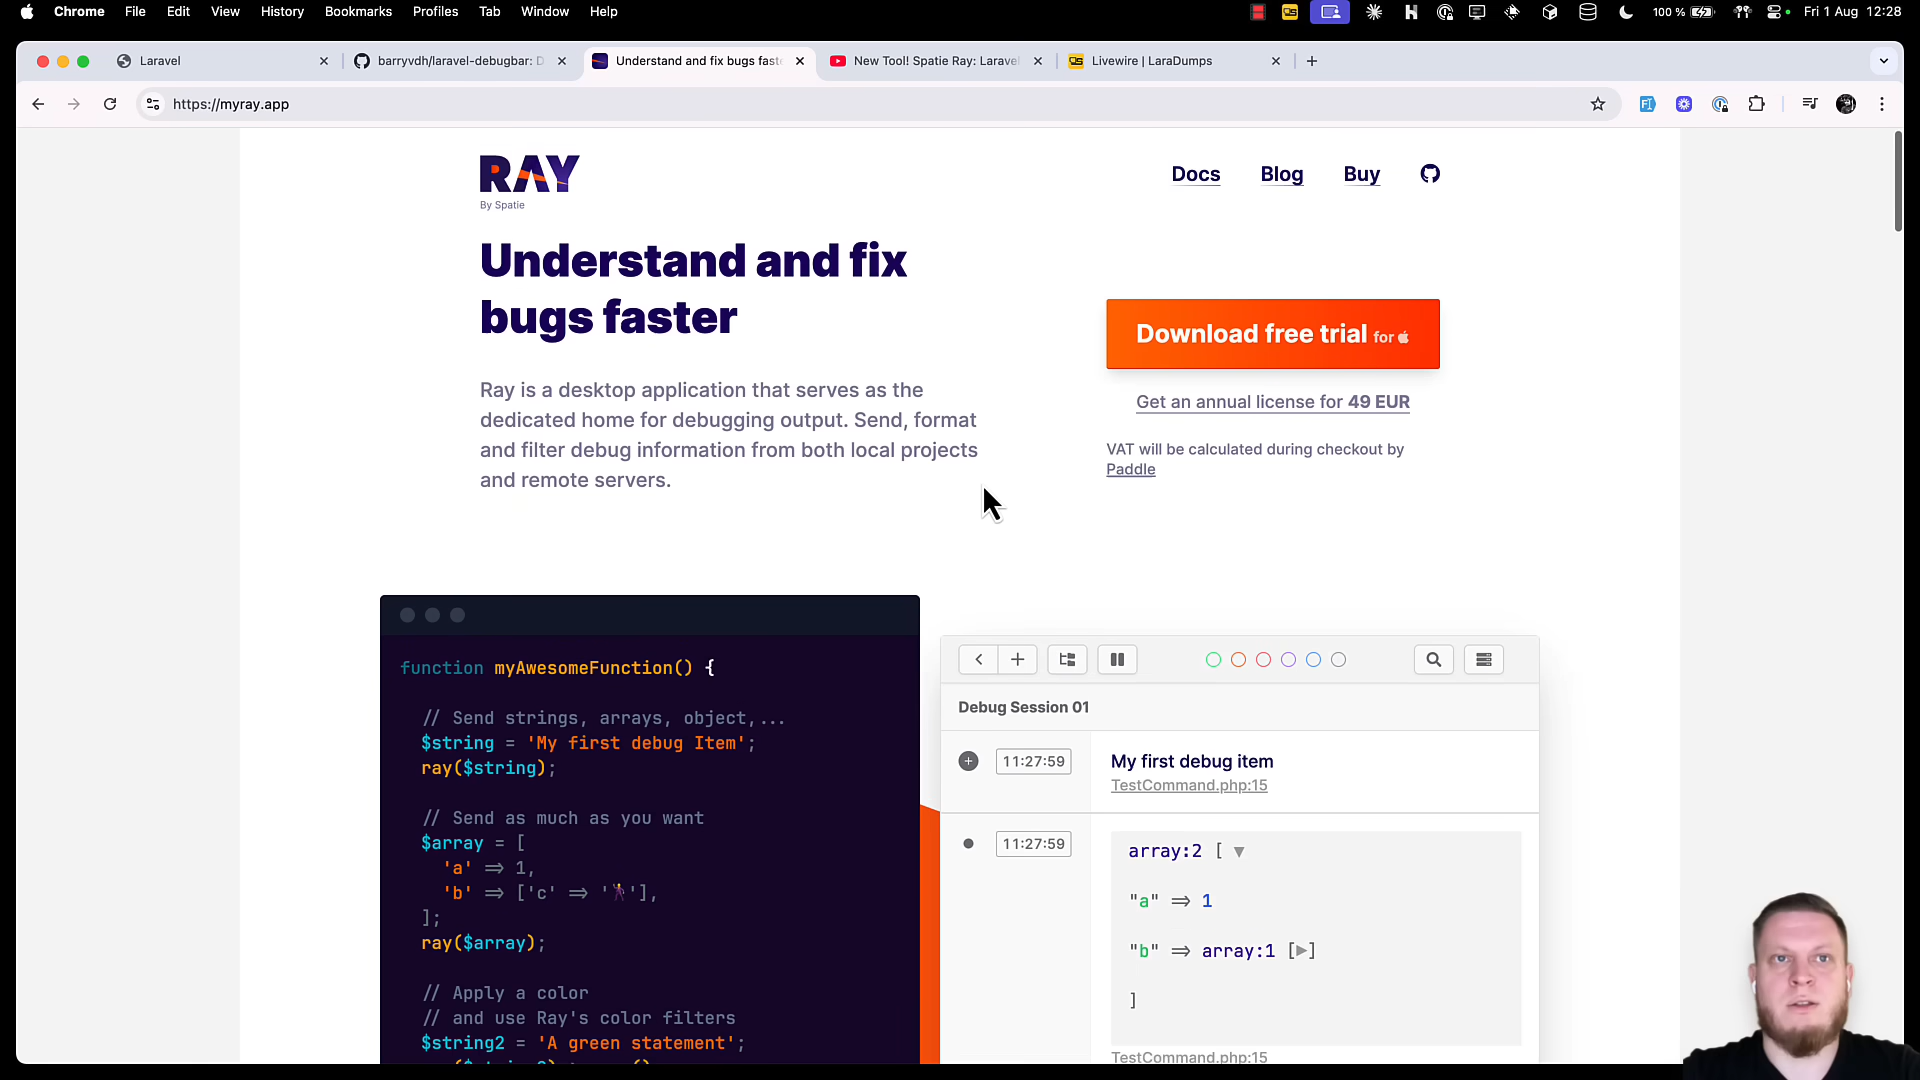 Chrome File Edit View History Bookmarks Profiles Tab Window Help 100 % Fri 1 Aug 12:28
Laravel barryvdh/laravel-debugbar: D Understand and fix bugs faste New Tool! Spatie Ray: Laravel Livewire | LaraDumps
https://myray.app
RAY
By Spatie
Docs Blog Buy
Understand and fix
bugs faster
Ray is a desktop application that serves as the
dedicated home for debugging output. Send, format
and filter debug information from both local projects
and remote servers.
Download free trial for
Get an annual license for 49 EUR
VAT will be calculated during checkout by
Paddle
function myAwesomeFunction() {
// Send strings, arrays, object,...
$string = 'My first debug Item';
ray($string);
// Send as much as you want
$array = [
'a' => 1,
'b' => ['c' => '🕺'],
];
ray($array);
// Apply a color
// and use Ray's color filters
$string2 = 'A green statement';
Debug Session 01
11:27:59 My first debug item
TestCommand.php:15
11:27:59 array:2 [ ▼
"a" => 1
"b" => array:1 [▶]
]
TestCommand.php:15